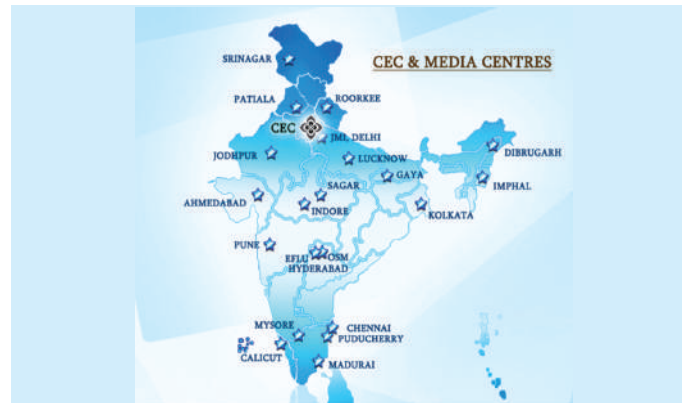 CEC & MEDIA CENTRES
SRINAGAR
PATIALA
ROORKEE
CEC
JMI, DELHI
JODHPUR
LUCKNOW
DIBRUGARH
GAYA
IMPHAL
AHMEDABAD
SAGAR
INDORE
KOLKATA
PUNE
EFLU
OSM
HYDERABAD
MYSORE
CHENNAI
PUDUCHERRY
CALICUT
MADURAI